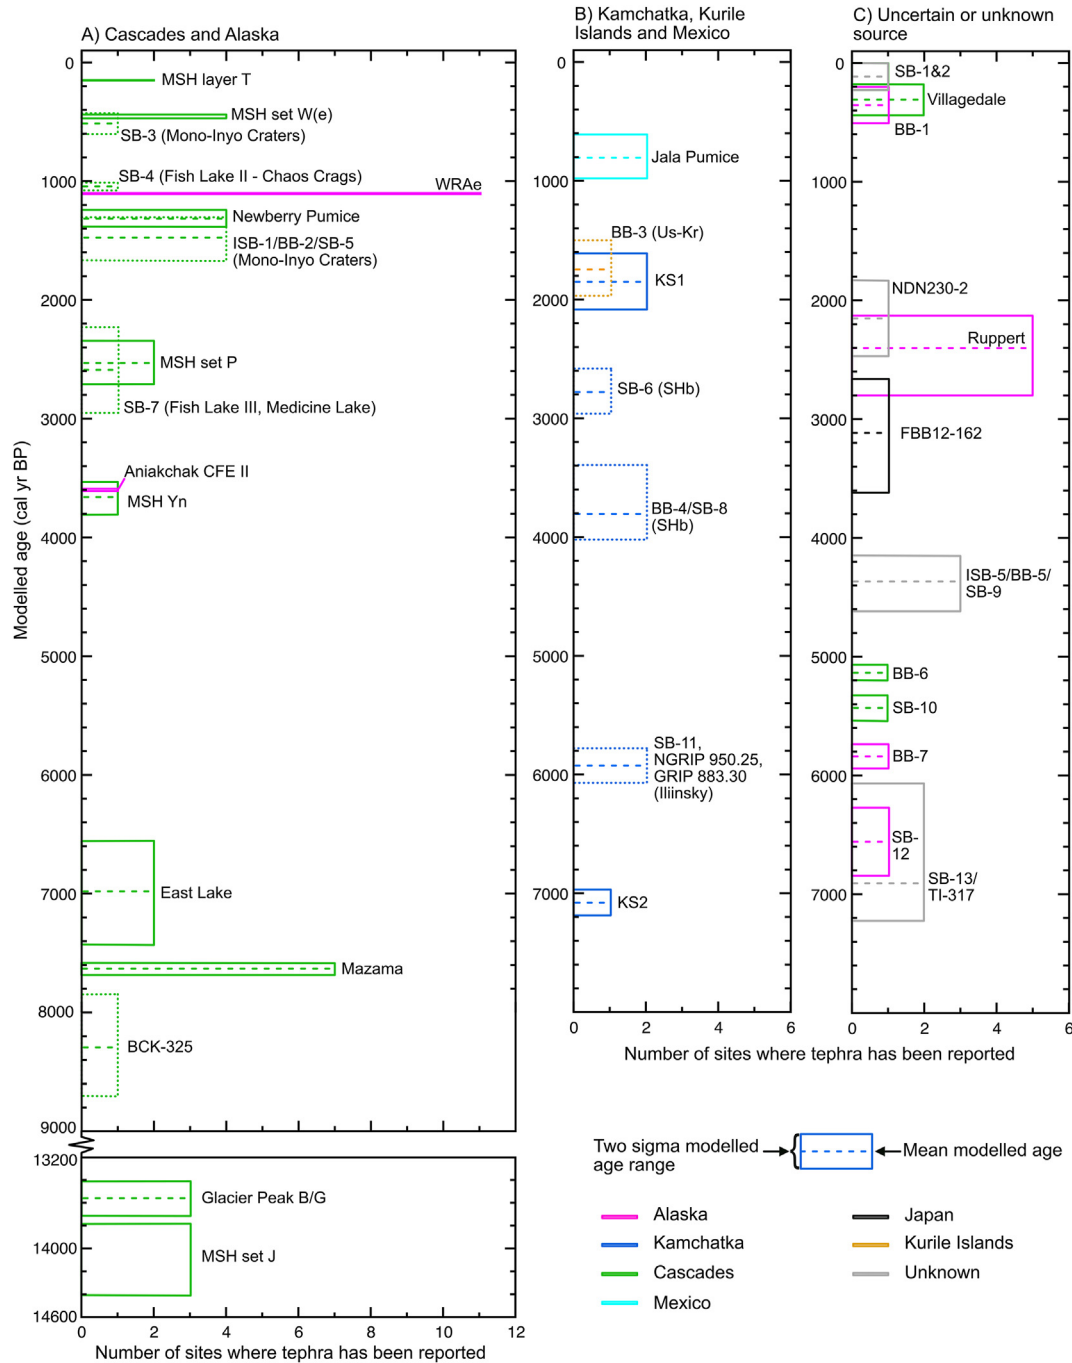 A) Cascades and Alaska
Modelled age (cal yr BP)
0
1000
2000
3000
4000
5000
6000
7000
8000
9000
13200
14000
14600
MSH layer T
MSH set W(e)
SB-3 (Mono-Inyo Craters)
SB-4 (Fish Lake II - Chaos Crags)
WRAe
Newberry Pumice
ISB-1/BB-2/SB-5
(Mono-Inyo Craters)
MSH set P
SB-7 (Fish Lake III, Medicine Lake)
Aniakchak CFE II
MSH Yn
East Lake
Mazama
BCK-325
Glacier Peak B/G
MSH set J
0 2 4 6 8 10 12
Number of sites where tephra has been reported
B) Kamchatka, Kurile
Islands and Mexico
0
1000
2000
3000
4000
5000
6000
7000
Jala Pumice
BB-3 (Us-Kr)
KS1
SB-6 (SHb)
BB-4/SB-8
(SHb)
SB-11,
NGRIP 950.25,
GRIP 883.30
(Iliinsky)
KS2
0 2 4 6
C) Uncertain or unknown
source
0
1000
2000
3000
4000
5000
6000
7000
SB-1&2
Villagedale
BB-1
NDN230-2
Ruppert
FBB12-162
ISB-5/BB-5/
SB-9
BB-6
SB-10
BB-7
SB-
12
SB-13/
TI-317
0 2 4 6
Number of sites where tephra has been reported
Two sigma modelled
age range
Mean modelled age
Alaska
Kamchatka
Cascades
Mexico
Japan
Kurile Islands
Unknown